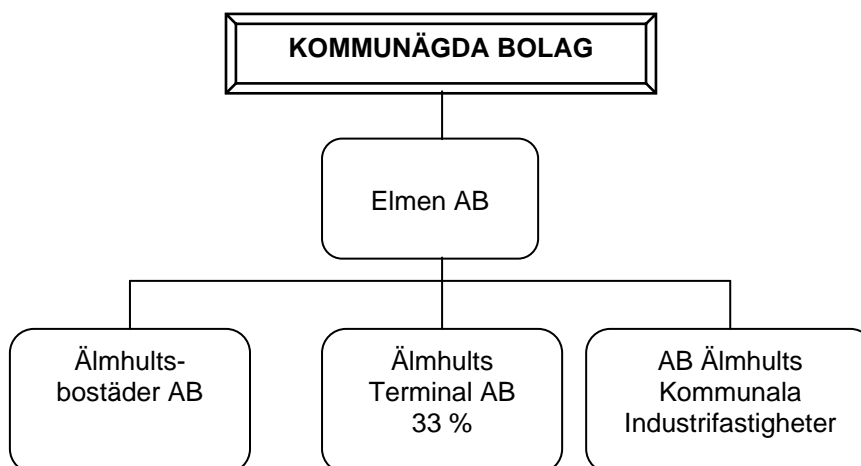 KOMMUNÄGDA BOLAG
Elmen AB
Älmhults-
bostäder AB
Älmhults
Terminal AB
33 %
AB Älmhults
Kommunala
Industrifastigheter